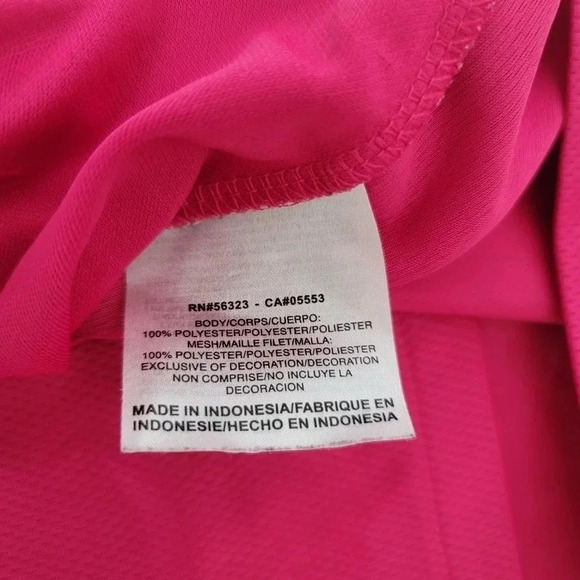 RN#56323 - CA#05553
BODY/CORPS/CUERPO:
100% POLYESTER/POLYESTER/POLIESTER
MESH/MAILLE FILET/MALLA:
100% POLYESTER/POLYESTER/POLIESTER
EXCLUSIVE OF DECORATION/DECORATION
NON COMPRISE/NO INCLUYE LA
DECORACION
MADE IN INDONESIA/FABRIQUE EN
INDONESIE/HECHO EN INDONESIA